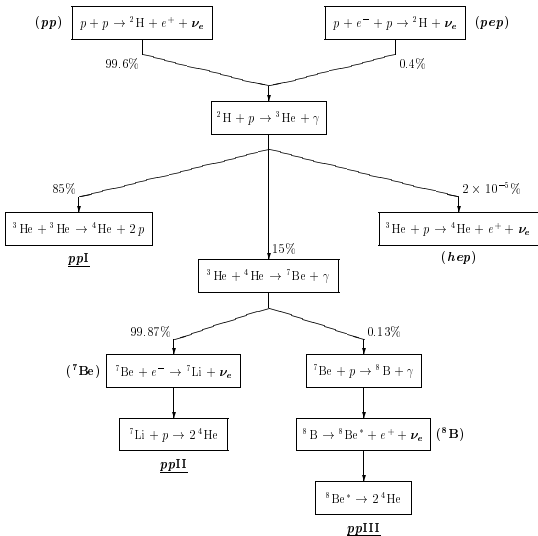 (pp) p + p → ²H + e⁺ + νₑ p + e⁻ + p → ²H + νₑ (pep)
99.6% 0.4%
²H + p → ³He + γ
85% 2 × 10⁻⁵%
³He + ³He → ⁴He + 2 p ³He + p → ⁴He + e⁺ + νₑ
15%
ppI (hep)
³He + ⁴He → ⁷Be + γ
99.87% 0.13%
(⁷Be) ⁷Be + e⁻ → ⁷Li + νₑ ⁷Be + p → ⁸B + γ
⁷Li + p → 2 ⁴He ⁸B → ⁸Be* + e⁺ + νₑ (⁸B)
ppII
⁸Be* → 2 ⁴He
ppIII